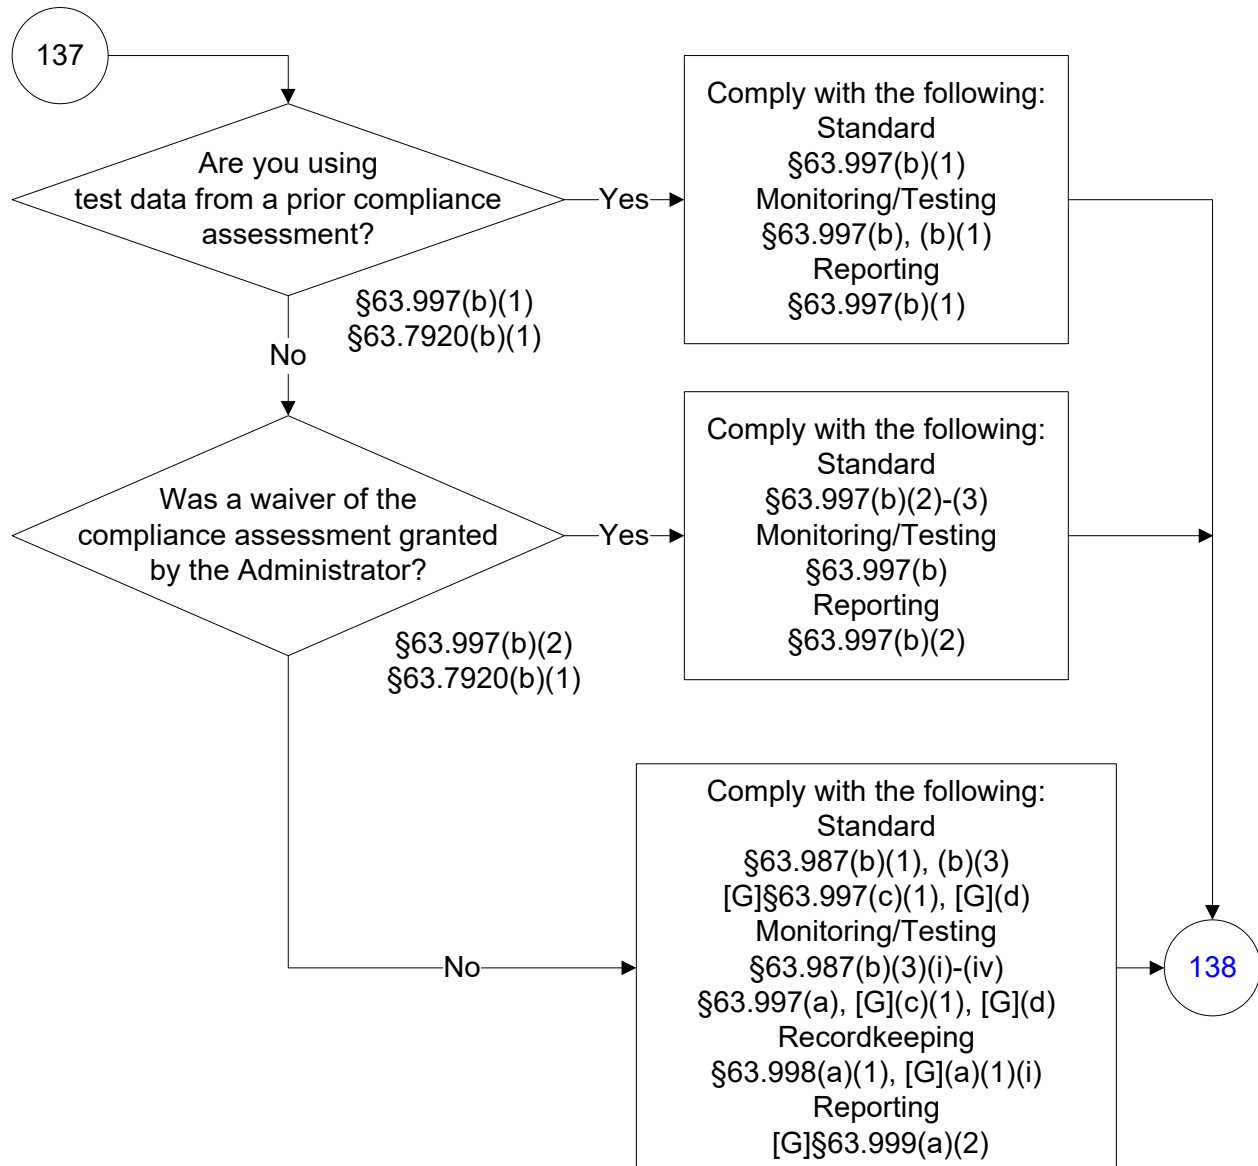 137
Are you using
test data from a prior compliance
assessment?
Yes
Comply with the following:
Standard
§63.997(b)(1)
Monitoring/Testing
§63.997(b), (b)(1)
Reporting
§63.997(b)(1)
§63.997(b)(1)
§63.7920(b)(1)
No
Was a waiver of the
compliance assessment granted
by the Administrator?
Yes
Comply with the following:
Standard
§63.997(b)(2)-(3)
Monitoring/Testing
§63.997(b)
Reporting
§63.997(b)(2)
§63.997(b)(2)
§63.7920(b)(1)
No
Comply with the following:
Standard
§63.987(b)(1), (b)(3)
[G]§63.997(c)(1), [G](d)
Monitoring/Testing
§63.987(b)(3)(i)-(iv)
§63.997(a), [G](c)(1), [G](d)
Recordkeeping
§63.998(a)(1), [G](a)(1)(i)
Reporting
[G]§63.999(a)(2)
138